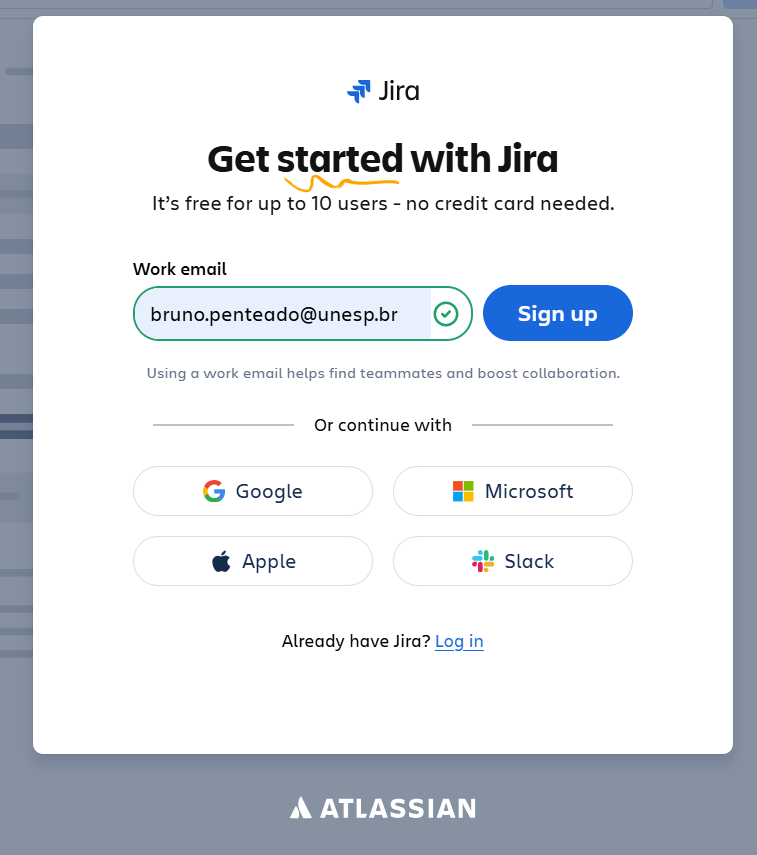 Jira
Get started with Jira
It’s free for up to 10 users - no credit card needed.
Work email
bruno.penteado@unesp.br
Sign up
Using a work email helps find teammates and boost collaboration.
Or continue with
Google
Microsoft
Apple
Slack
Already have Jira? Log in
ATLASSIAN